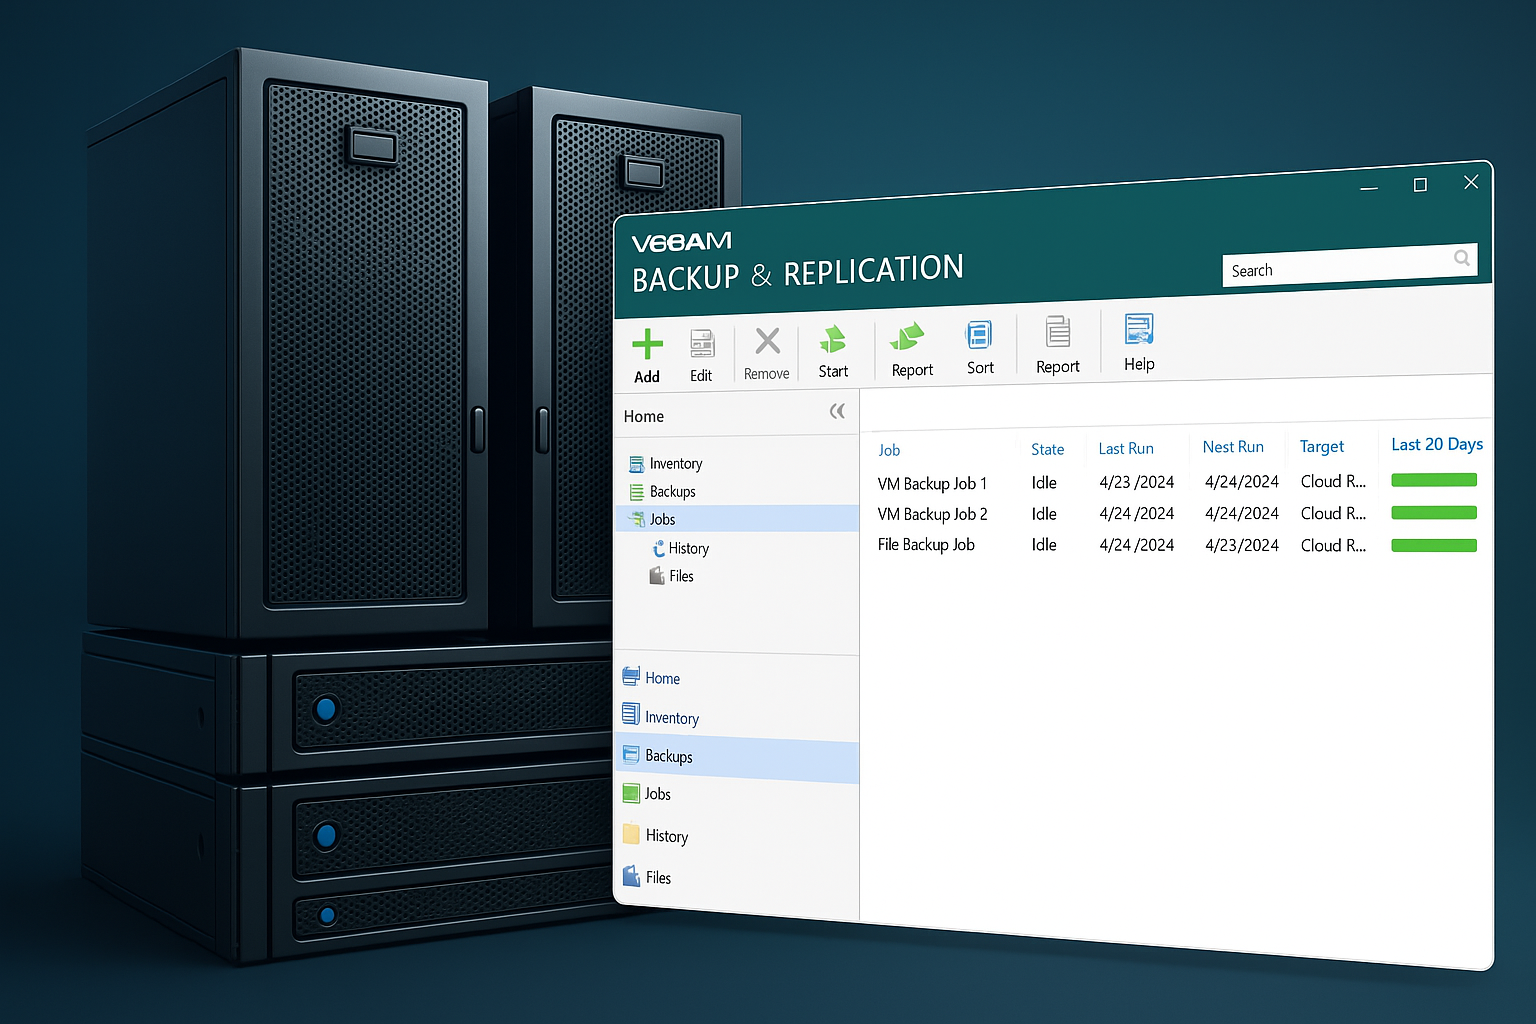 VEEAM
BACKUP & REPLICATION
Search
Add Edit Remove Start Report Sort Report Help
Home
Inventory
Backups
Jobs
History
Files
Home
Inventory
Backups
Jobs
History
Files
Job State Last Run Nest Run Target Last 20 Days
VM Backup Job 1 Idle 4/23 /2024 4/24/2024 Cloud R...
VM Backup Job 2 Idle 4/24 /2024 4/24/2024 Cloud R...
File Backup Job Idle 4/24 /2024 4/23/2024 Cloud R...